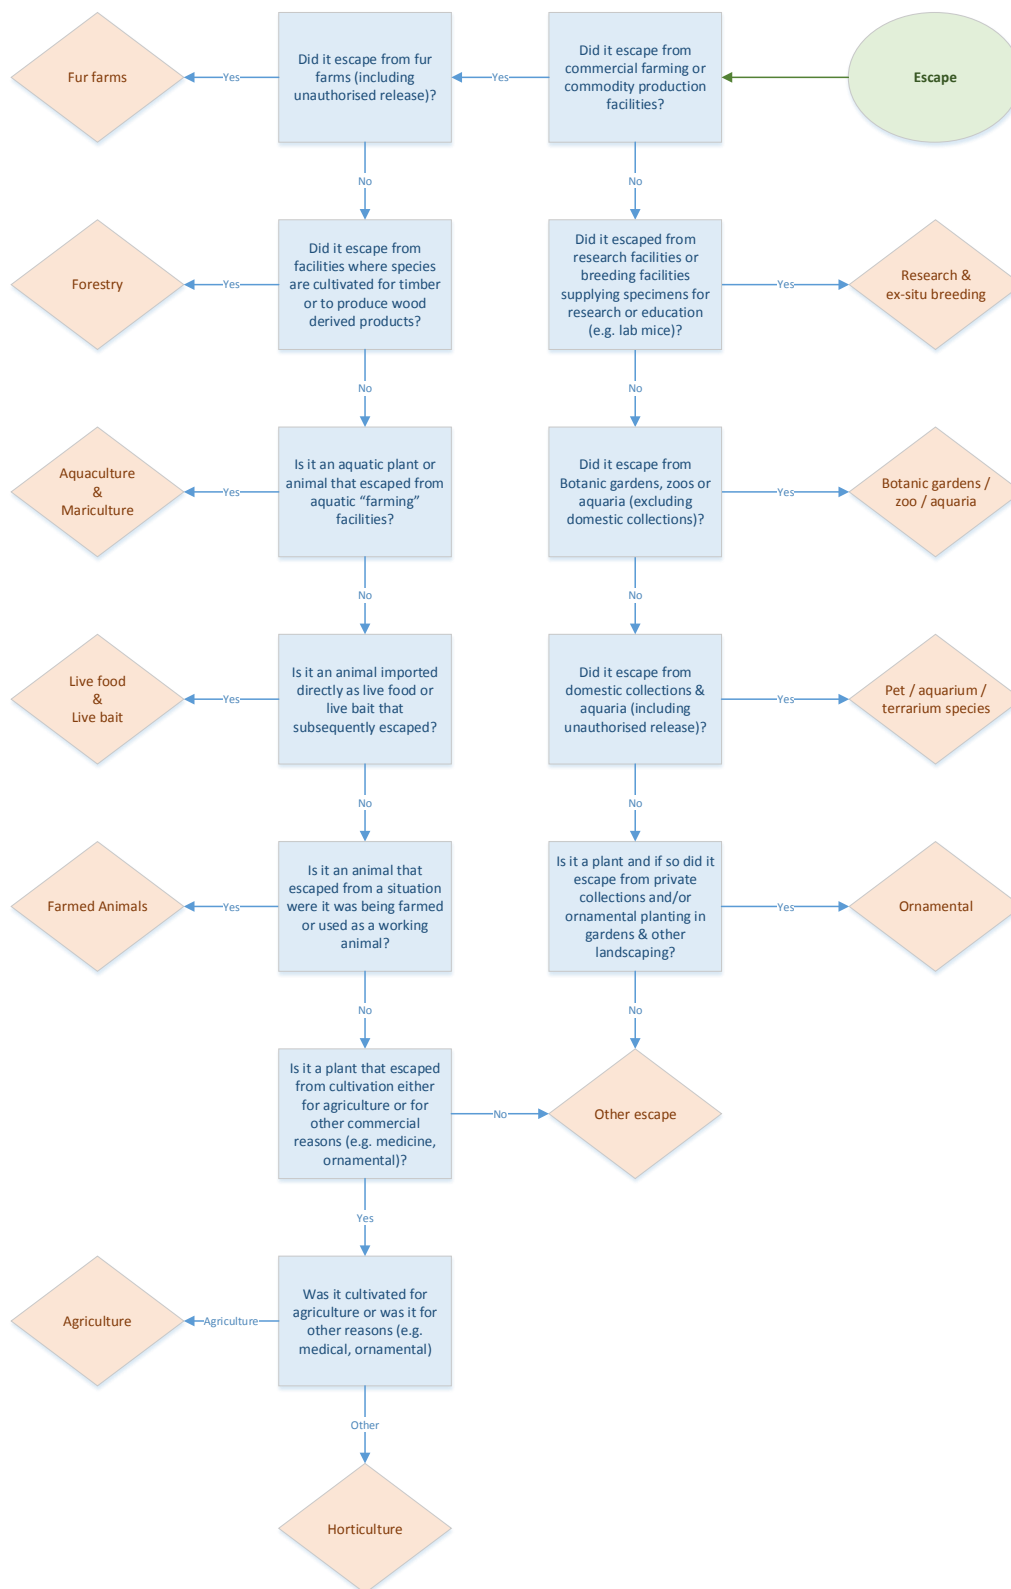 Fur farms
Yes
Did it escape from fur
farms (including
unauthorised release)?
Yes
Did it escape from
commercial farming or
commodity production
facilities?
Escape
No
No
Forestry
Yes
Did it escape from
facilities where species
are cultivated for timber
or to produce wood
derived products?
Did it escaped from
research facilities or
breeding facilities
supplying specimens for
research or education
(e.g. lab mice)?
Yes
Research &
ex-situ breeding
No
No
Aquaculture
&
Mariculture
Yes
Is it an aquatic plant or
animal that escaped from
aquatic “farming”
facilities?
Did it escape from
Botanic gardens, zoos or
aquaria (excluding
domestic collections)?
Yes
Botanic gardens /
zoo / aquaria
No
No
Live food
&
Live bait
Yes
Is it an animal imported
directly as live food or
live bait that
subsequently escaped?
Did it escape from
domestic collections &
aquaria (including
unauthorised release)?
Yes
Pet / aquarium /
terrarium species
No
No
Farmed Animals
Yes
Is it an animal that
escaped from a situation
were it was being farmed
or used as a working
animal?
Is it a plant and if so did it
escape from private
collections and/or
ornamental planting in
gardens & other
landscaping?
Yes
Ornamental
No
No
Is it a plant that escaped
from cultivation either
for agriculture or for
other commercial
reasons (e.g. medicine,
ornamental)?
No
Other escape
Yes
Agriculture
Agriculture
Was it cultivated for
agriculture or was it for
other reasons (e.g.
medical, ornamental)
Other
Horticulture